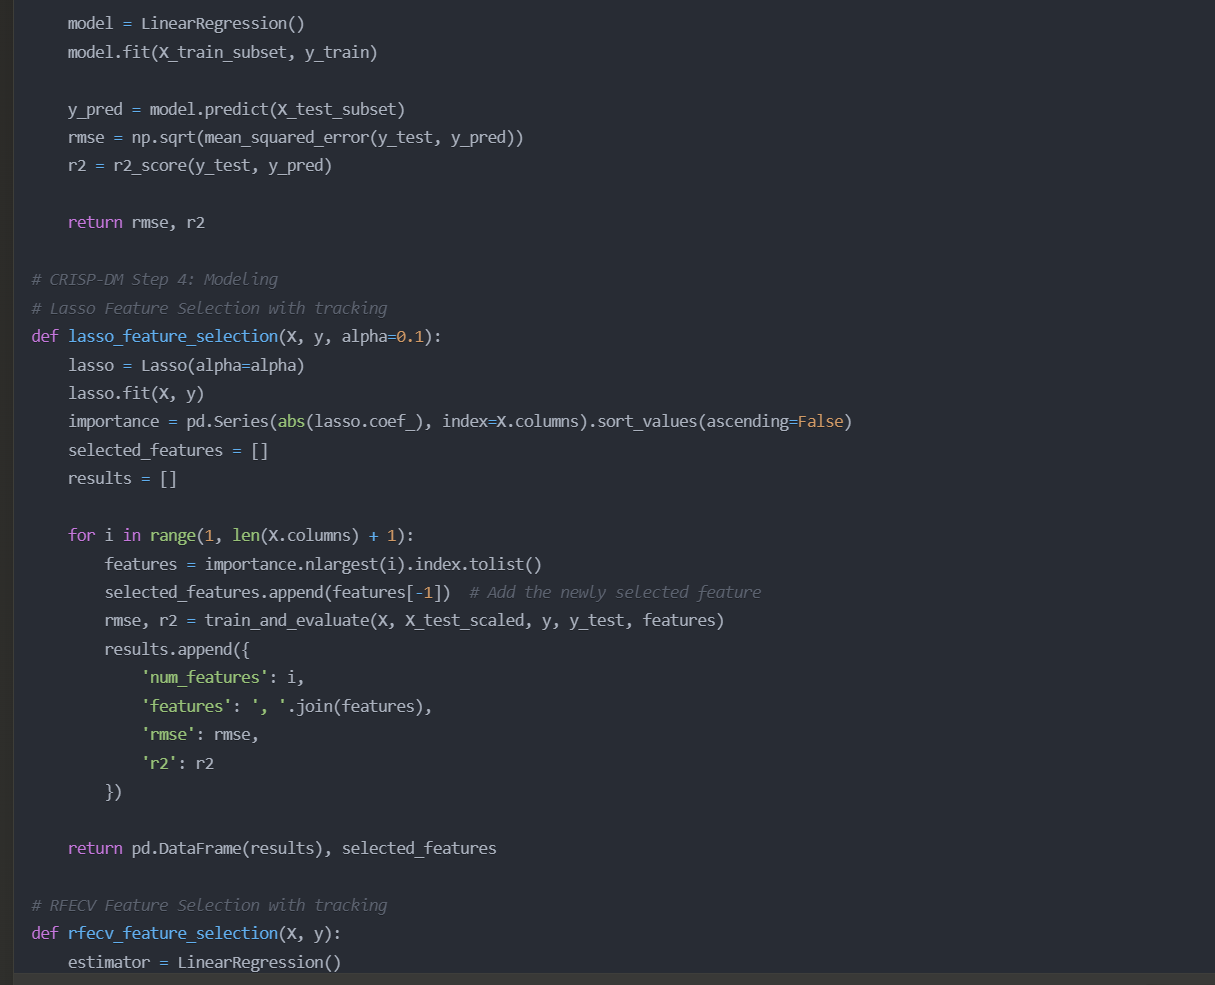 model = LinearRegression()
model.fit(X_train_subset, y_train)
y_pred = model.predict(X_test_subset)
rmse = np.sqrt(mean_squared_error(y_test, y_pred))
r2 = r2_score(y_test, y_pred)
return rmse, r2
# CRISP-DM Step 4: Modeling
# Lasso Feature Selection with tracking
def lasso_feature_selection(X, y, alpha=0.1):
lasso = Lasso(alpha=alpha)
lasso.fit(X, y)
importance = pd.Series(abs(lasso.coef_), index=X.columns).sort_values(ascending=False)
selected_features = []
results = []
for i in range(1, len(X.columns) + 1):
features = importance.nlargest(i).index.tolist()
selected_features.append(features[-1])  # Add the newly selected feature
rmse, r2 = train_and_evaluate(X, X_test_scaled, y, y_test, features)
results.append({
'num_features': i,
'features': ', '.join(features),
'rmse': rmse,
'r2': r2
})
return pd.DataFrame(results), selected_features
# RFECV Feature Selection with tracking
def rfecv_feature_selection(X, y):
estimator = LinearRegression()